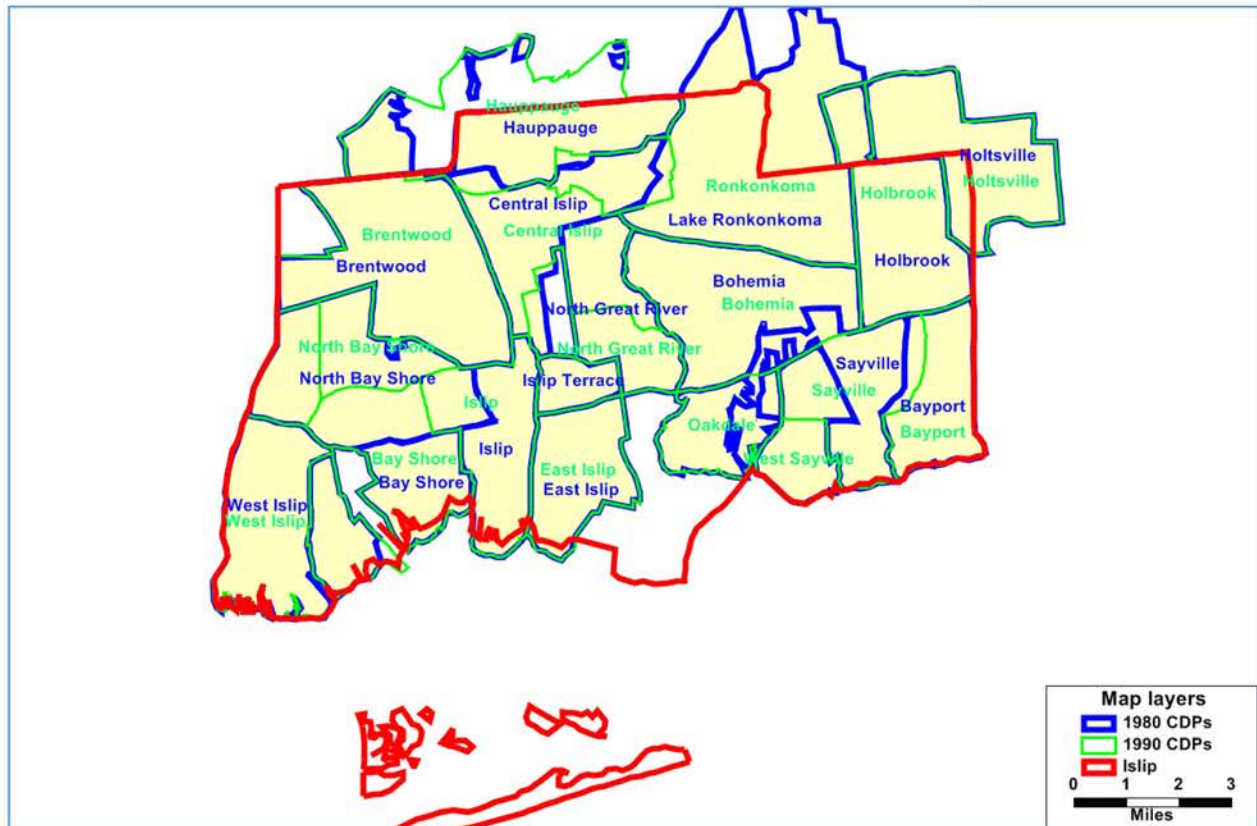 Hauppauge
Hauppauge
Holtsville
Holtsville
Ronkonkoma
Holbrook
Central Islip
Lake Ronkonkoma
Central Islip
Brentwood
Brentwood
Holbrook
Bohemia
Bohemia
North Great River
North Bay Shore
North Great River
North Bay Shore
Islip Terrace
Sayville
Sayville
Islip
Bayport
Oakdale
Bayport
Islip
Bay Shore
West Sayville
East Islip
Bay Shore
East Islip
West Islip
West Islip
Map layers
1980 CDPs
1990 CDPs
Islip
0 1 2 3
Miles